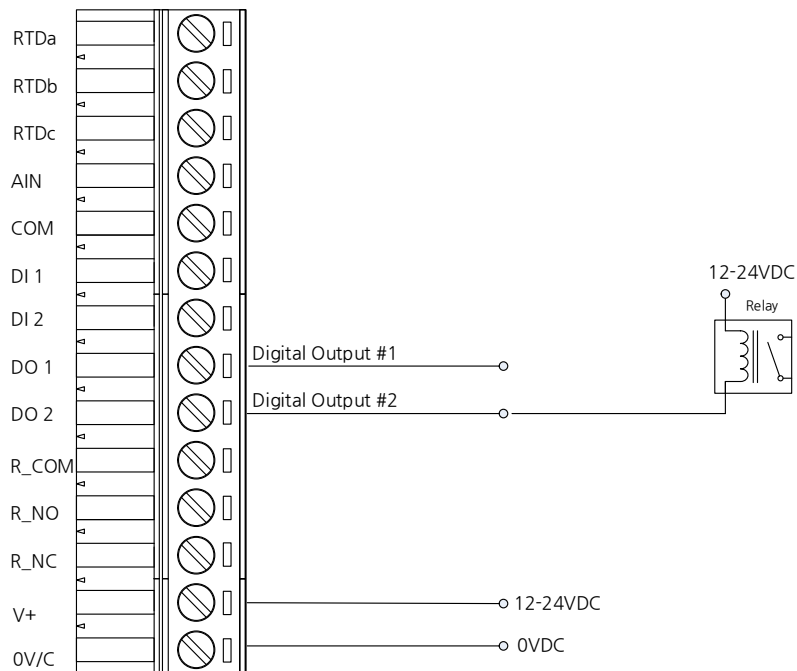 RTDa
RTDb
RTDc
AIN
COM
DI 1
DI 2
DO 1
DO 2
R_COM
R_NO
R_NC
V+
0V/C
Digital Output #1
Digital Output #2
12-24VDC
0VDC
12-24VDC
Relay